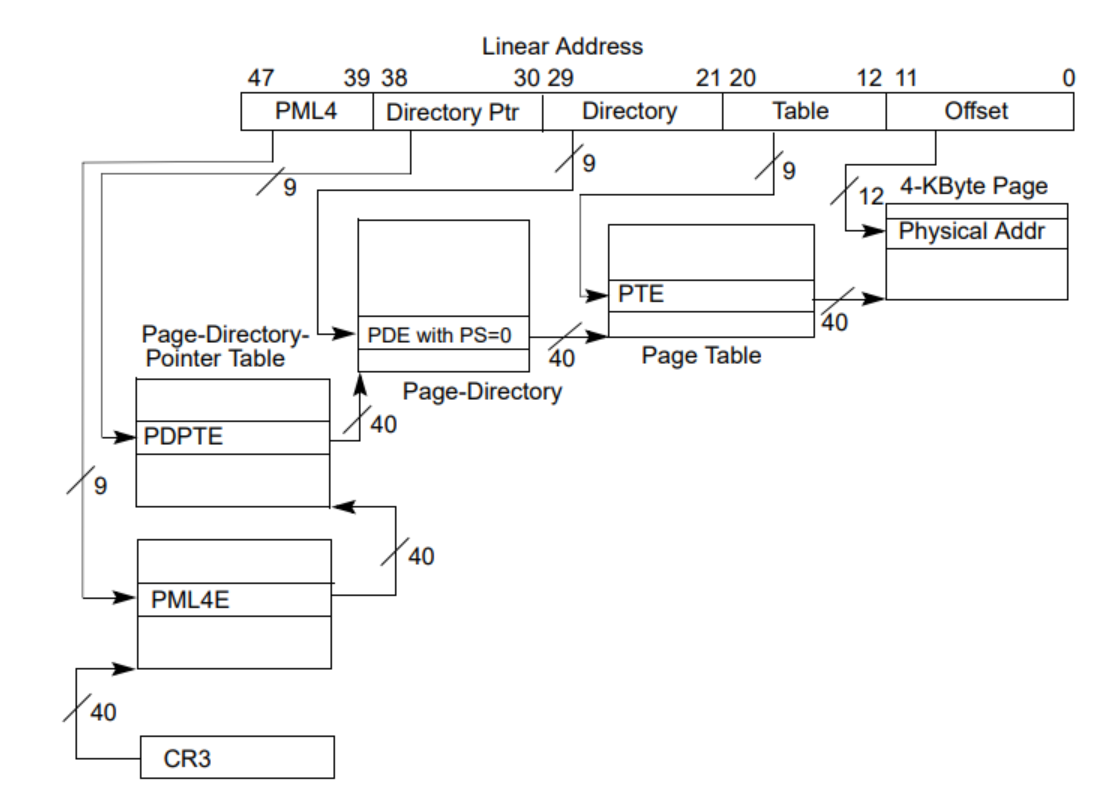 Linear Address
47 39 38 30 29 21 20 12 11 0
PML4 Directory Ptr Directory Table Offset
9
9
9
12
4-KByte Page
Physical Addr
PTE
40
Page Table
PDE with PS=0
40
Page-Directory
Page-Directory-
Pointer Table
40
PDPTE
9
40
PML4E
40
CR3